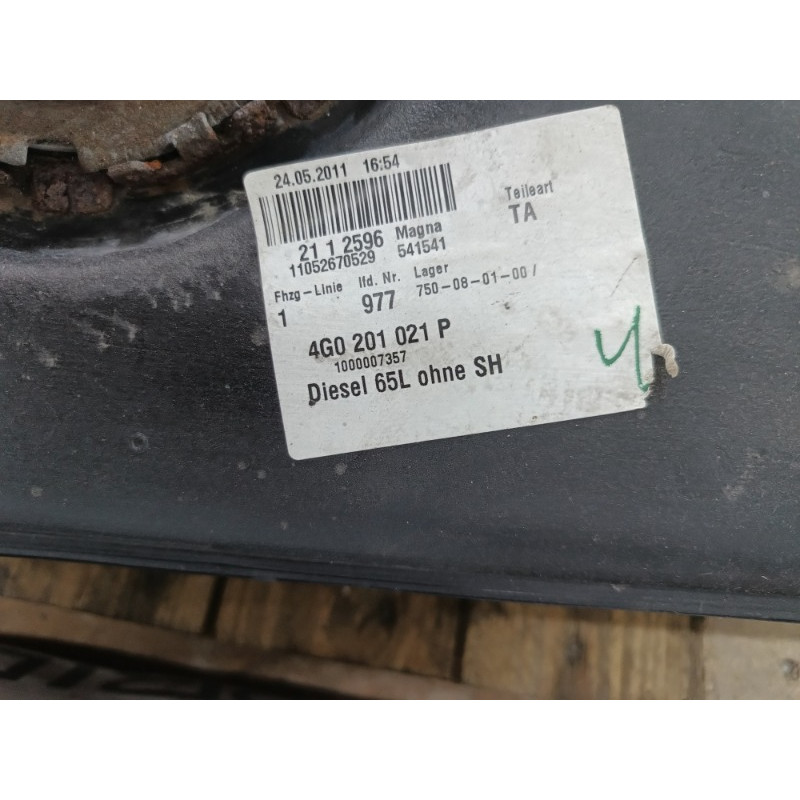 24.05.2011 16:54
Teileart
TA
21 1 2596 Magna
11052670529 541541
Fhzg-Linie lfd. Nr. Lager
1 977 750-08-01-00 /
4G0 201 021 P
1000007357
Diesel 65L ohne SH